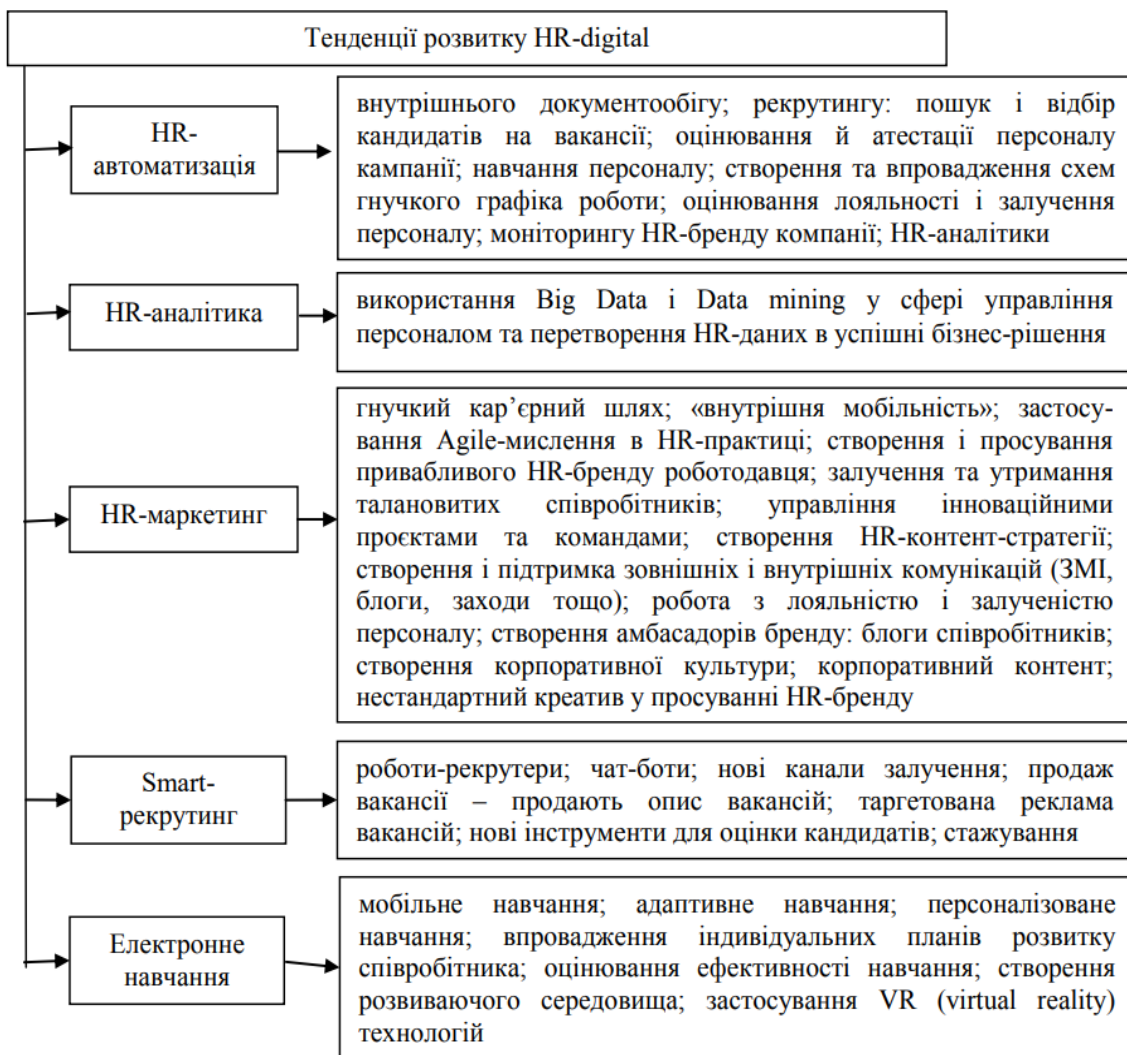 Тенденції розвитку HR-digital
HR-
автоматизація
внутрішнього документообігу; рекрутингу: пошук і відбір
кандидатів на вакансії; оцінювання й атестації персоналу
кампанії; навчання персоналу; створення та впровадження схем
гнучкого графіка роботи; оцінювання лояльності і залучення
персоналу; моніторингу HR-бренду компанії; HR-аналітики
HR-аналітика
використання Big Data і Data mining у сфері управління
персоналом та перетворення HR-даних в успішні бізнес-рішення
HR-маркетинг
гнучкий кар’єрний шлях; «внутрішня мобільність»; застосу-
вання Agile-мислення в HR-практиці; створення і просування
привабливого HR-бренду роботодавця; залучення та утримання
талановитих співробітників; управління інноваційними
проєктами та командами; створення HR-контент-стратегії;
створення і підтримка зовнішніх і внутрішніх комунікацій (ЗМІ,
блоги, заходи тощо); робота з лояльністю і залученістю
персоналу; створення амбасадорів бренду: блоги співробітників;
створення корпоративної культури; корпоративний контент;
нестандартний креатив у просуванні HR-бренду
Smart-
рекрутинг
роботи-рекрутери; чат-боти; нові канали залучення; продаж
вакансії – продають опис вакансій; таргетована реклама
вакансій; нові інструменти для оцінки кандидатів; стажування
Електронне
навчання
мобільне навчання; адаптивне навчання; персоналізоване
навчання; впровадження індивідуальних планів розвитку
співробітника; оцінювання ефективності навчання; створення
розвиваючого середовища; застосування VR (virtual reality)
технологій